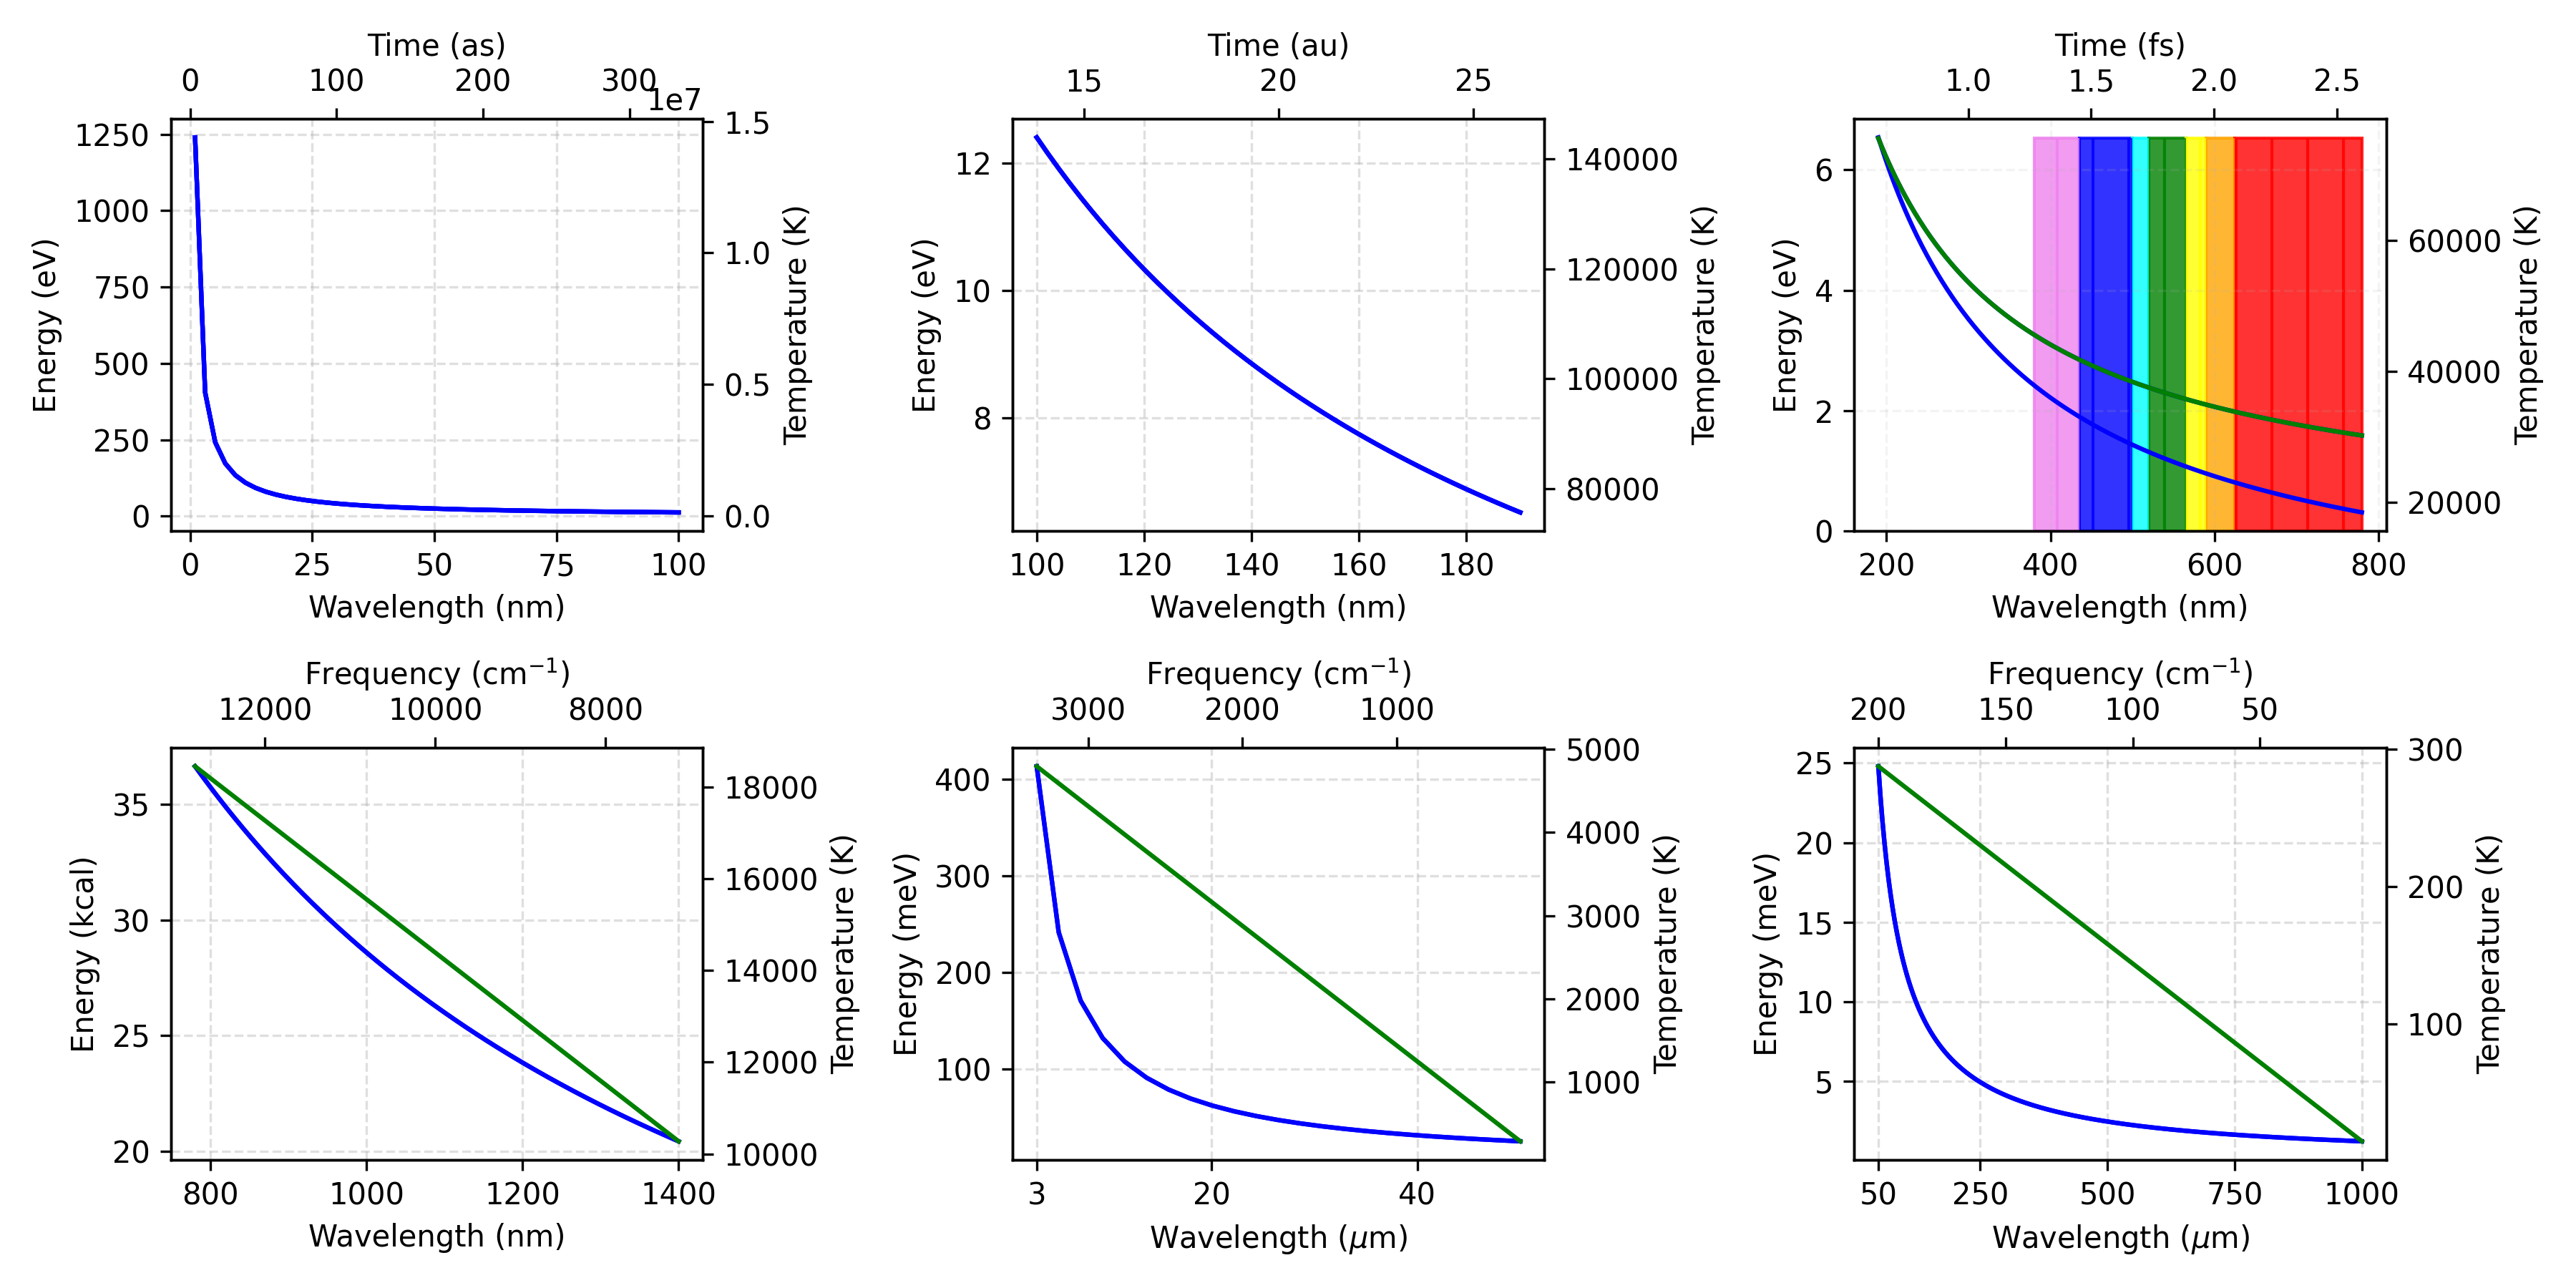 Time (as)
0 100 200 300
1e7
Energy (eV)
1250
1000
750
500
250
0
1.5
1.0
0.5
0.0
Temperature (K)
0 25 50 75 100
Wavelength (nm)
Time (au)
15 20 25
Energy (eV)
12
10
8
140000
120000
100000
80000
Temperature (K)
100 120 140 160 180
Wavelength (nm)
Time (fs)
1.0 1.5 2.0 2.5
Energy (eV)
6
4
2
0
60000
40000
20000
Temperature (K)
200 400 600 800
Wavelength (nm)
Frequency (cm⁻¹)
12000 10000 8000
Energy (kcal)
35
30
25
20
18000
16000
14000
12000
10000
Temperature (K)
800 1000 1200 1400
Wavelength (nm)
Frequency (cm⁻¹)
3000 2000 1000
Energy (meV)
400
300
200
100
5000
4000
3000
2000
1000
Temperature (K)
3 20 40
Wavelength (μm)
Frequency (cm⁻¹)
200 150 100 50
Energy (meV)
25
20
15
10
5
300
200
100
Temperature (K)
50 250 500 750 1000
Wavelength (μm)